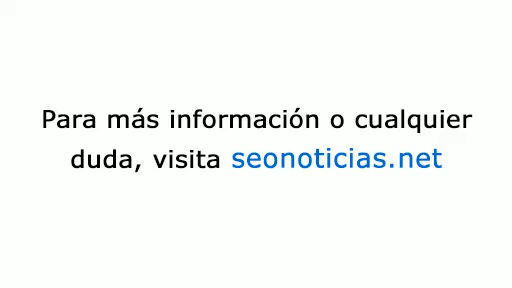 Para más información o cualquier
duda, visita seonoticias.net